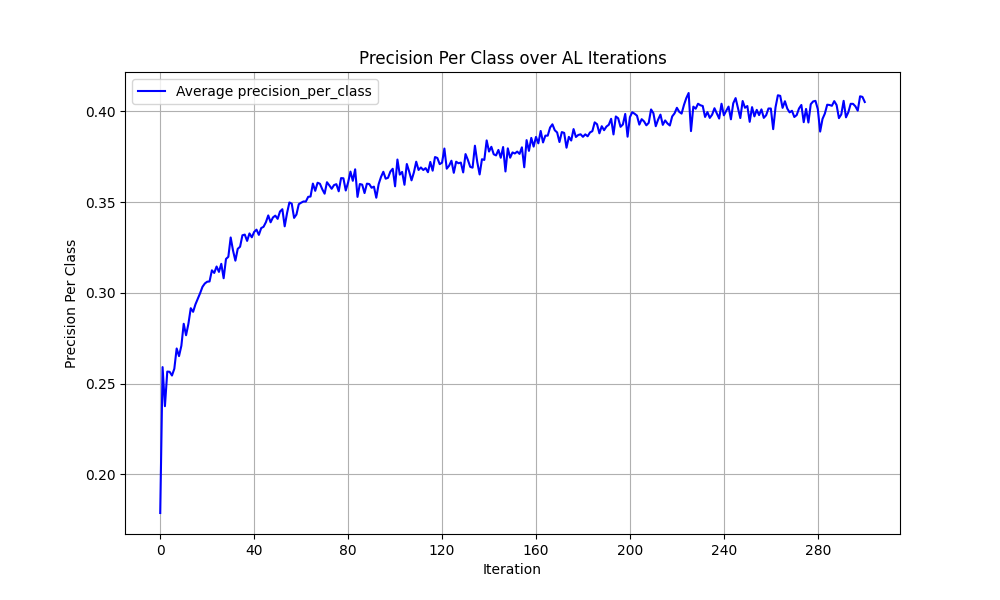 Precision Per Class over AL Iterations
Average precision_per_class
Precision Per Class
0.40
0.35
0.30
0.25
0.20
0 40 80 120 160 200 240 280
Iteration